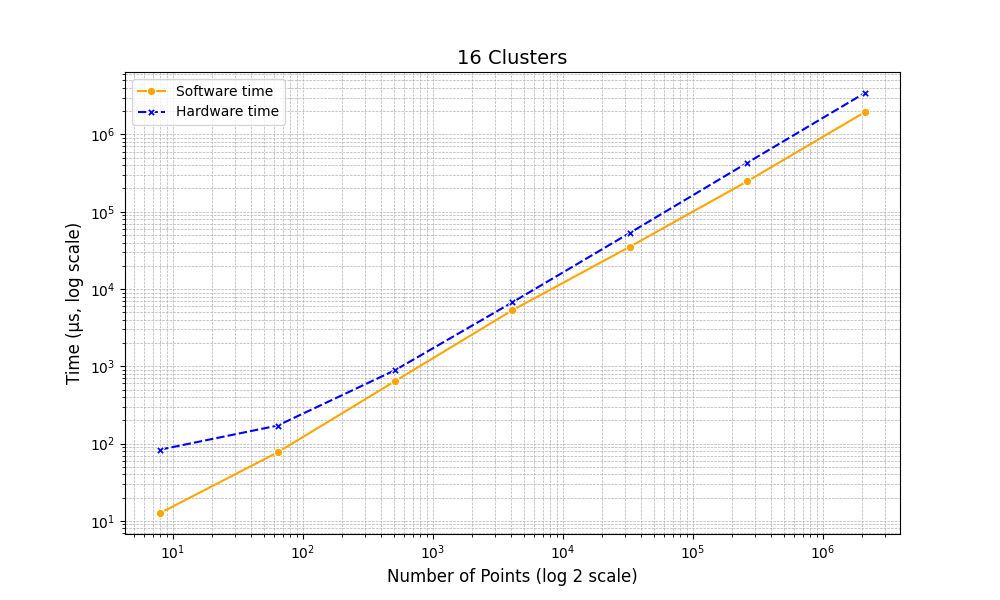 16 Clusters
Software time
Hardware time
Time (µs, log scale)
10⁶
10⁵
10⁴
10³
10²
10¹
10¹ 10² 10³ 10⁴ 10⁵ 10⁶
Number of Points (log 2 scale)